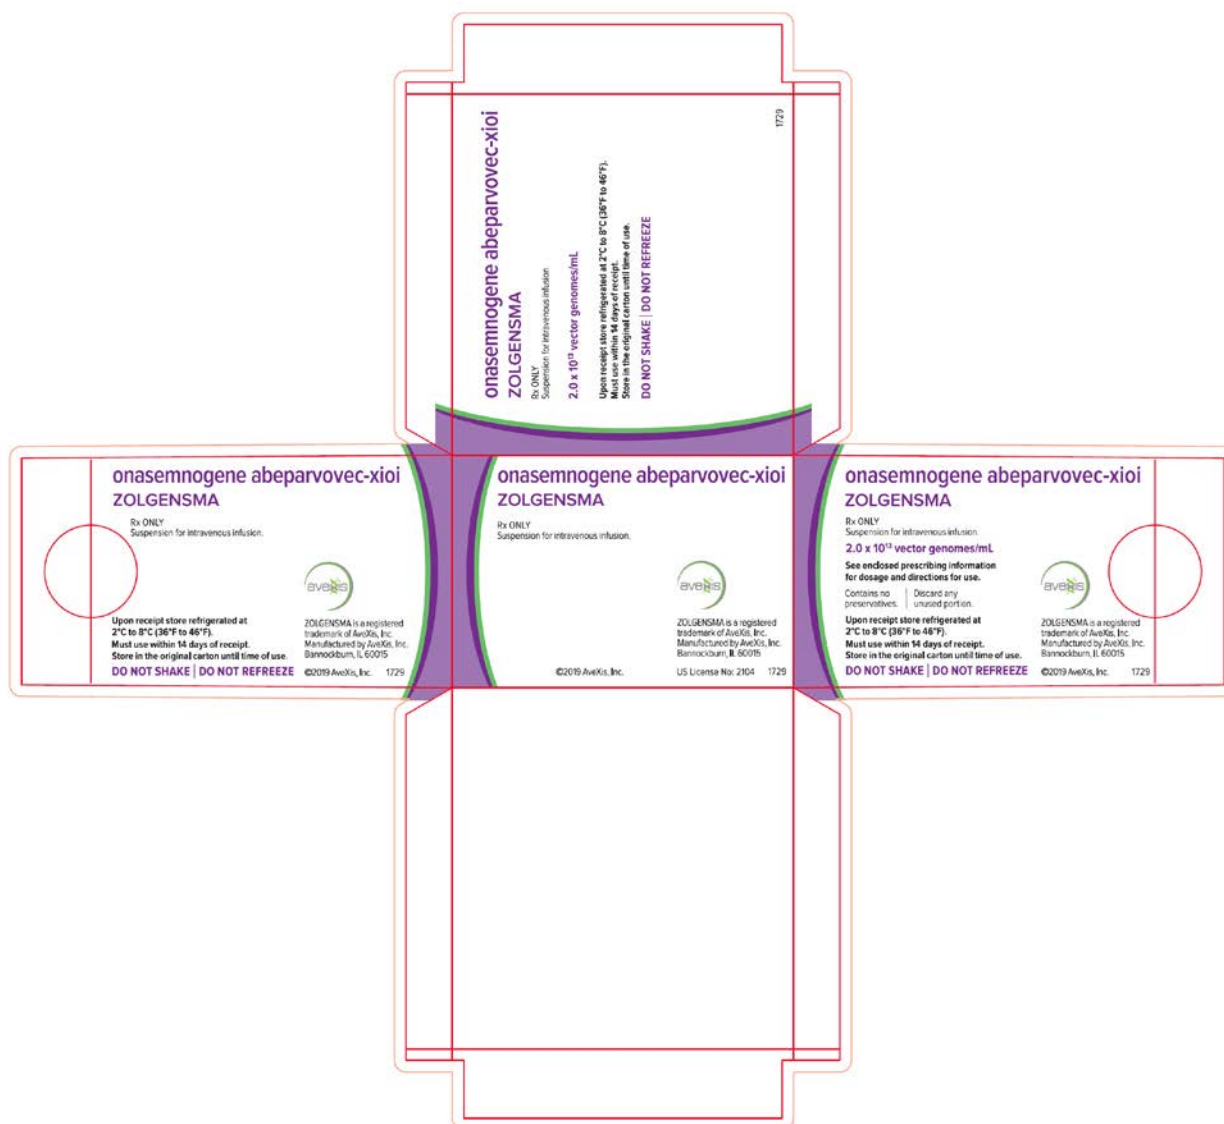 onasemnogene abeparvovec-xioi
ZOLGENSMA
Rx ONLY
Suspension for intravenous infusion
2.0 x 10¹³ vector genomes/mL
Upon receipt store refrigerated at 2°C to 8°C (36°F to 46°F).
Must use within 14 days of receipt.
Store in the original carton until time of use.
DO NOT SHAKE | DO NOT REFREEZE
1729
onasemnogene abeparvovec-xioi
ZOLGENSMA
Rx ONLY
Suspension for intravenous infusion.
Upon receipt store refrigerated at
2°C to 8°C (36°F to 46°F).
Must use within 14 days of receipt.
Store in the original carton until time of use.
DO NOT SHAKE | DO NOT REFREEZE
avexis
ZOLGENSMA is a registered
trademark of AveXis, Inc.
Manufactured by AveXis, Inc.
Bannockburn, IL 60015
©2019 AveXis, Inc. 1729
onasemnogene abeparvovec-xioi
ZOLGENSMA
Rx ONLY
Suspension for intravenous infusion.
avexis
ZOLGENSMA is a registered
trademark of AveXis, Inc.
Manufactured by AveXis, Inc.
Bannockburn, IL 60015
©2019 AveXis, Inc. US License No: 2104 1729
onasemnogene abeparvovec-xioi
ZOLGENSMA
Rx ONLY
Suspension for intravenous infusion.
2.0 x 10¹³ vector genomes/mL
See enclosed prescribing information
for dosage and directions for use.
Contains no | Discard any
preservatives. | unused portion.
Upon receipt store refrigerated at
2°C to 8°C (36°F to 46°F).
Must use within 14 days of receipt.
Store in the original carton until time of use.
DO NOT SHAKE | DO NOT REFREEZE
avexis
ZOLGENSMA is a registered
trademark of AveXis, Inc.
Manufactured by AveXis, Inc.
Bannockburn, IL 60015
©2019 AveXis, Inc. 1729